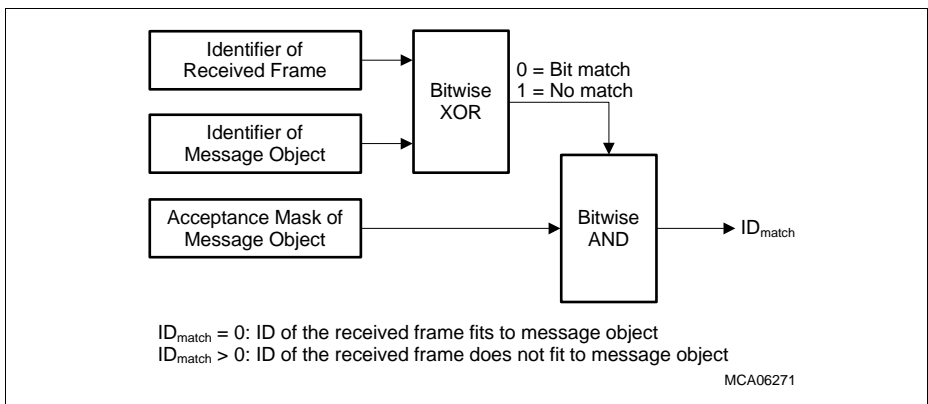 Identifier of
Received Frame
Bitwise
XOR
0 = Bit match
1 = No match
Identifier of
Message Object
Acceptance Mask of
Message Object
Bitwise
AND
IDmatch
IDmatch = 0: ID of the received frame fits to message object
IDmatch > 0: ID of the received frame does not fit to message object
MCA06271